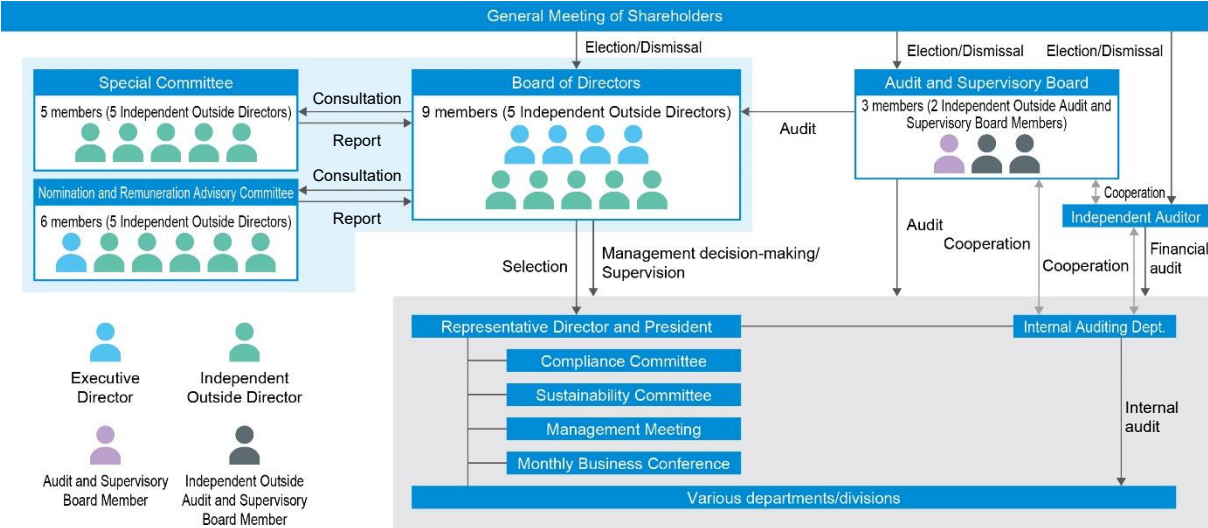 General Meeting of Shareholders
Election/Dismissal
Election/Dismissal
Election/Dismissal
Special Committee
5 members (5 Independent Outside Directors)
Consultation
Report
Board of Directors
9 members (5 Independent Outside Directors)
Audit
Audit and Supervisory Board
3 members (2 Independent Outside Audit and
Supervisory Board Members)
Nomination and Remuneration Advisory Committee
6 members (5 Independent Outside Directors)
Consultation
Report
Cooperation
Independent Auditor
Selection
Management decision-making/
Supervision
Audit
Cooperation
Cooperation
Financial
audit
Representative Director and President
Internal Auditing Dept.
Compliance Committee
Sustainability Committee
Management Meeting
Monthly Business Conference
Internal
audit
Various departments/divisions
Executive
Director
Independent
Outside Director
Audit and Supervisory
Board Member
Independent Outside
Audit and Supervisory
Board Member